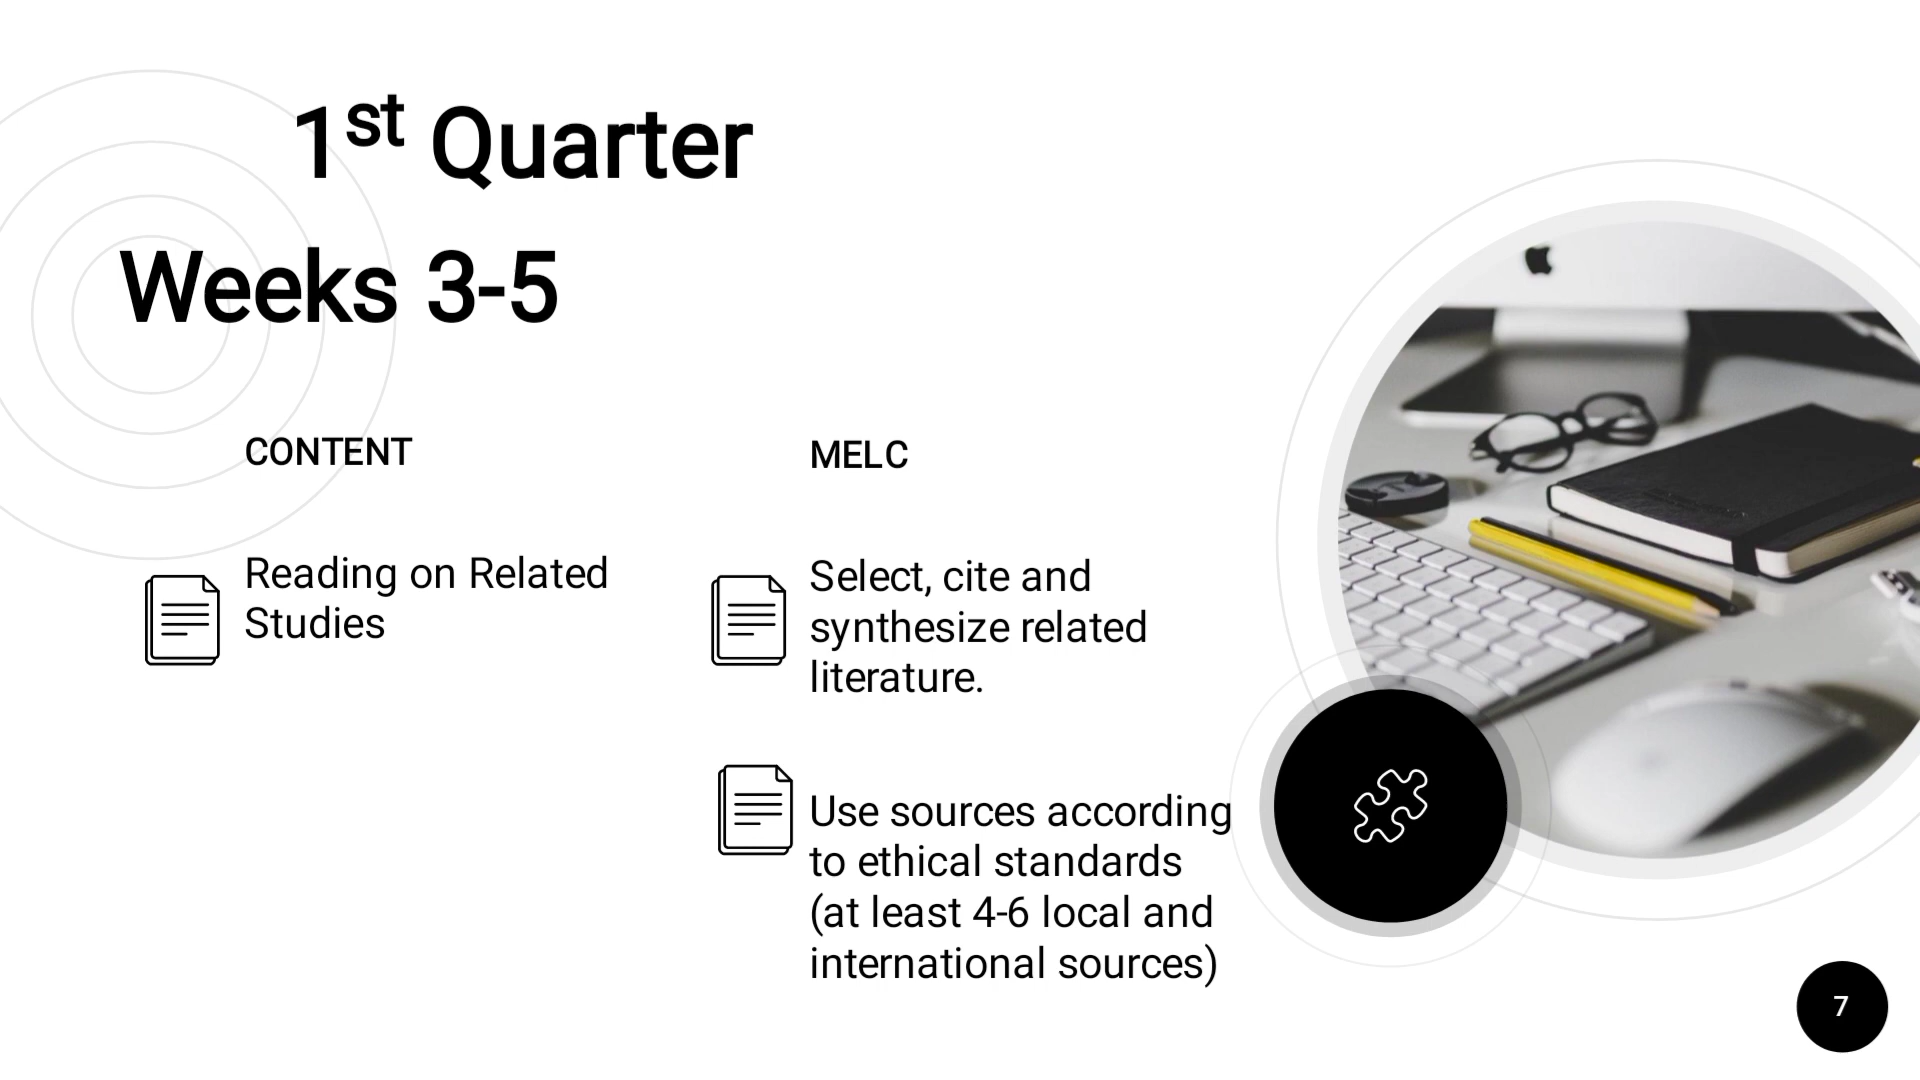 1st Quarter
Weeks 3-5
CONTENT
Reading on Related
Studies
MELC
Select, cite and
synthesize related
literature.
Use sources according
to ethical standards
(at least 4-6 local and
international sources)
7